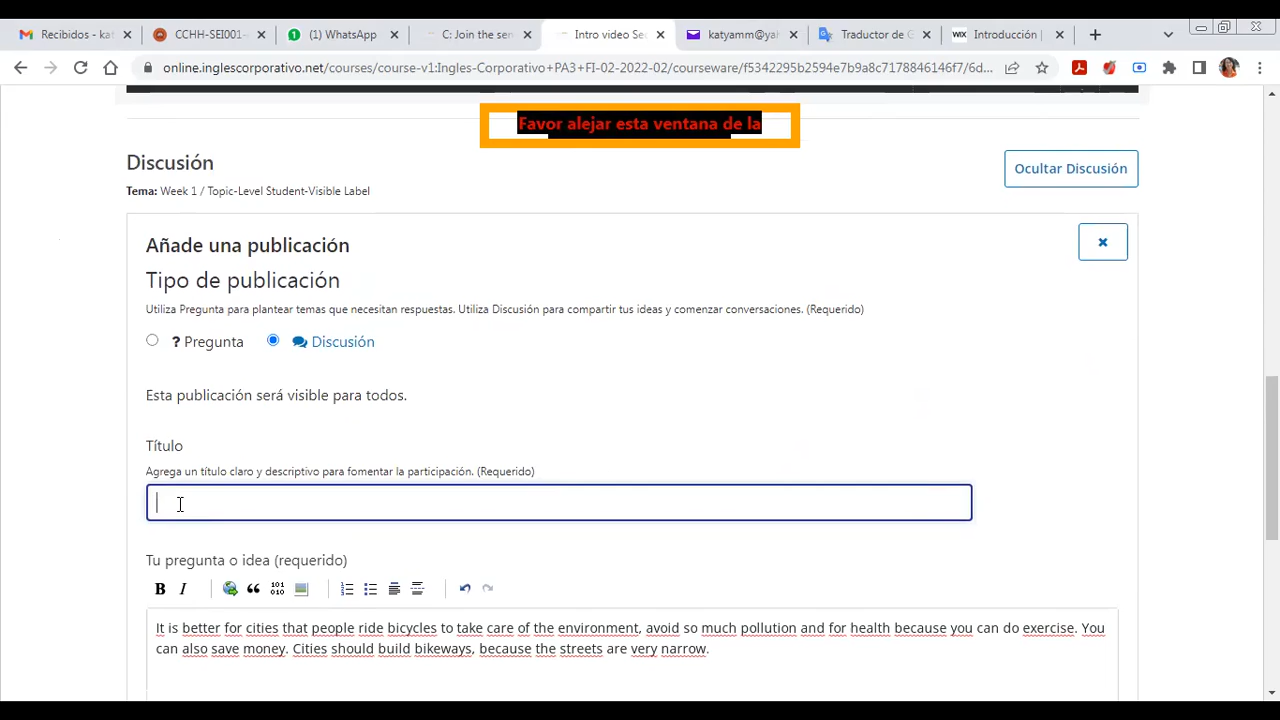 Recibidos - kat
CCHH-SEI001-
(1) WhatsApp
C: Join the sen
Intro video Sec
katyamm@yah
Traductor de G
Introducción |
online.inglescorporativo.net/courses/course-v1:Ingles-Corporativo+PA3+FI-02-2022-02/courseware/f5342295b2594e7b9a8c7178846146f7/6d...
Favor alejar esta ventana de la
Discusión
Ocultar Discusión
Tema: Week 1 / Topic-Level Student-Visible Label
Añade una publicación
Tipo de publicación
Utiliza Pregunta para plantear temas que necesitan respuestas. Utiliza Discusión para compartir tus ideas y comenzar conversaciones. (Requerido)
? Pregunta
Discusión
Esta publicación será visible para todos.
Título
Agrega un título claro y descriptivo para fomentar la participación. (Requerido)
Tu pregunta o idea (requerido)
It is better for cities that people ride bicycles to take care of the environment, avoid so much pollution and for health because you can do exercise. You
can also save money. Cities should build bikeways, because the streets are very narrow.